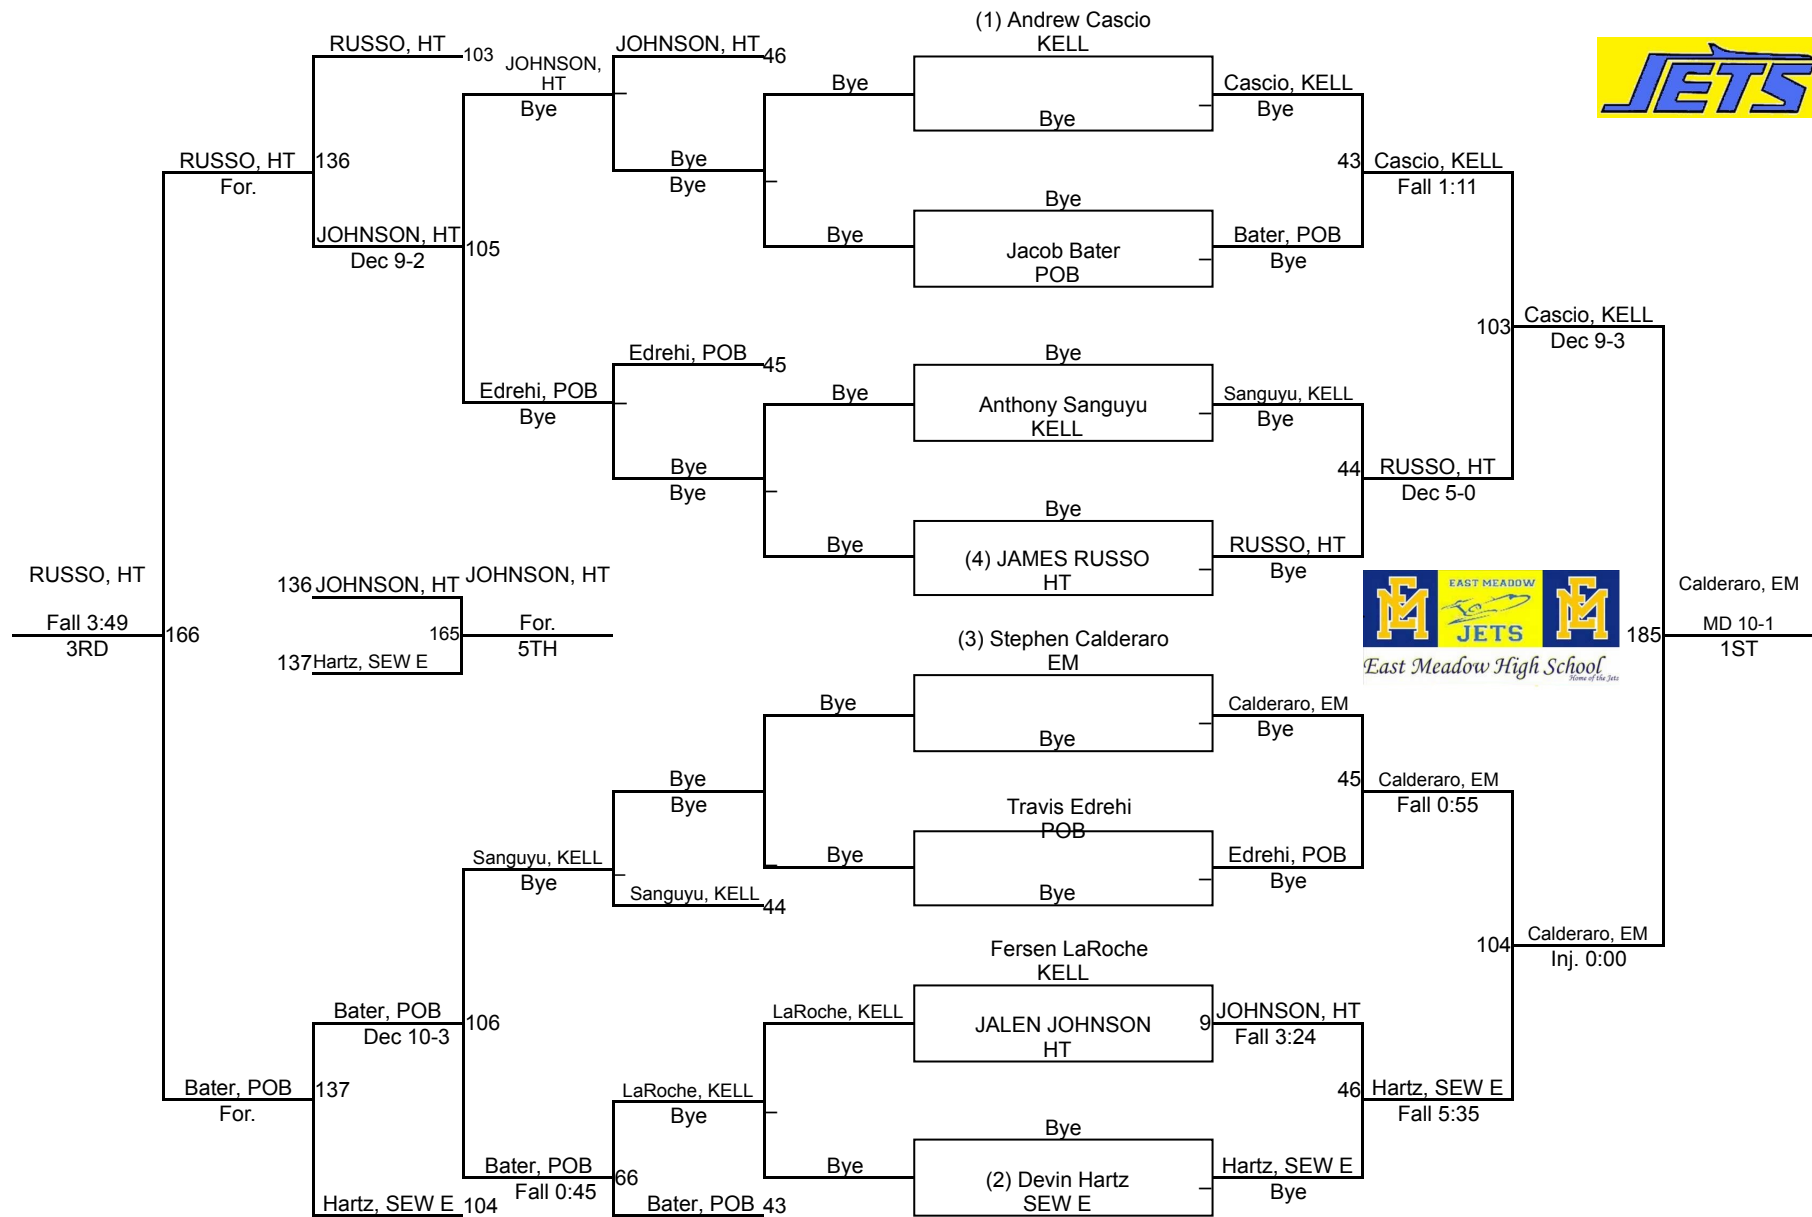 (1) Andrew Cascio
KELL
RUSSO, HT
103
JOHNSON, HT
46
JETS
JOHNSON,
HT
Bye
Bye
Cascio, KELL
Bye
Bye
RUSSO, HT
136
For.
Bye
Bye
43
Cascio, KELL
Fall 1:11
Bye
JOHNSON, HT
105
Dec 9-2
Bye
Jacob Bater
POB
Bater, POB
Bye
103
Cascio, KELL
Dec 9-3
Edrehi, POB
45
Bye
Edrehi, POB
Bye
Bye
Anthony Sanguyu
KELL
Sanguyu, KELL
Bye
Bye
Bye
44
RUSSO, HT
Dec 5-0
Bye
Bye
(4) JAMES RUSSO
HT
RUSSO, HT
Bye
RUSSO, HT
Fall 3:49
3RD
166
136
JOHNSON, HT
JOHNSON, HT
165
For.
5TH
137
Hartz, SEW E
EM
EAST MEADOW
JETS
EM
East Meadow High School
Home of the Jets
185
Calderaro, EM
MD 10-1
1ST
(3) Stephen Calderaro
EM
Bye
Calderaro, EM
Bye
Bye
Bye
Bye
45
Calderaro, EM
Fall 0:55
Travis Edrehi
POB
Sanguyu, KELL
Bye
Bye
Edrehi, POB
Bye
Bye
Sanguyu, KELL
44
104
Calderaro, EM
Inj. 0:00
Fersen LaRoche
KELL
Bater, POB
106
Dec 10-3
LaRoche, KELL
JALEN JOHNSON
HT
9
JOHNSON, HT
Fall 3:24
Bater, POB
137
For.
LaRoche, KELL
Bye
46
Hartz, SEW E
Fall 5:35
Bye
Bater, POB
66
Fall 0:45
Bye
(2) Devin Hartz
SEW E
Hartz, SEW E
Bye
Hartz, SEW E
104
Bater, POB
43